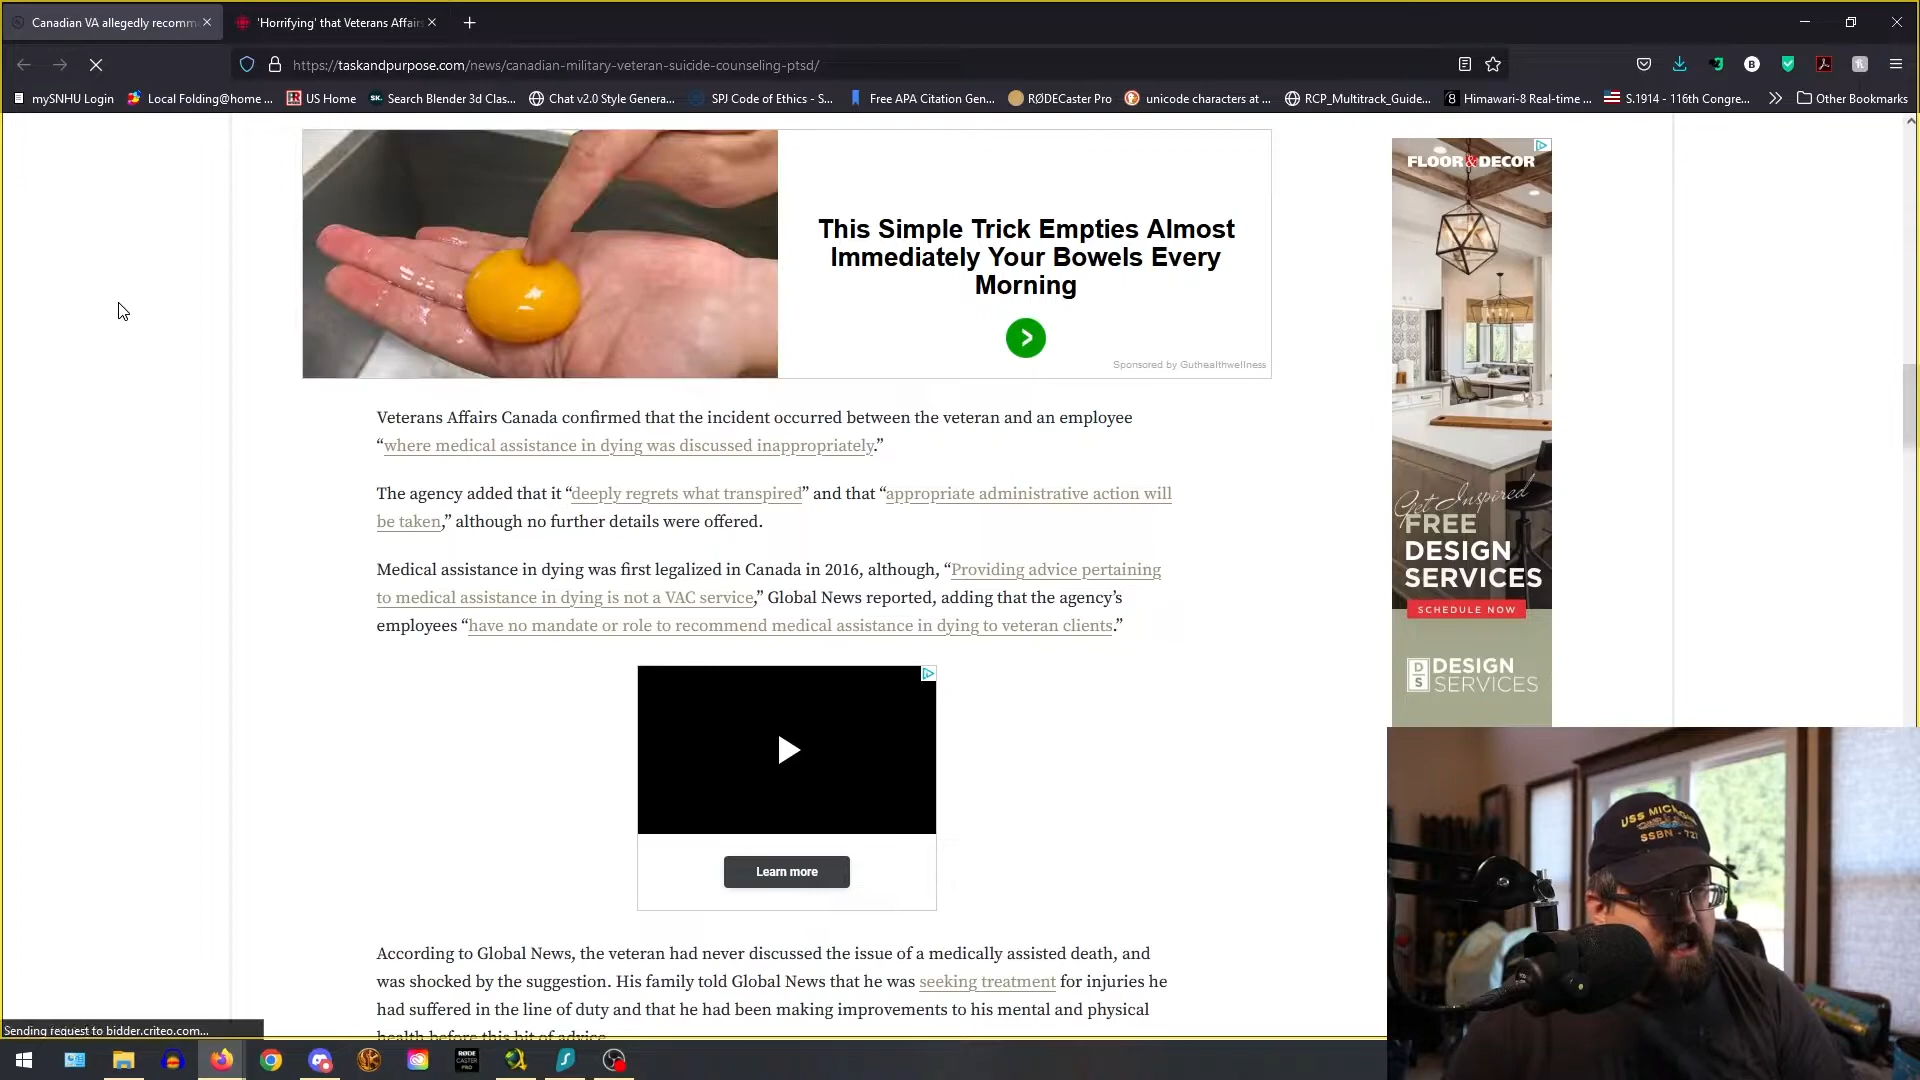 Canadian VA allegedly recomm
'Horrifying' that Veterans Affairs
https://taskandpurpose.com/news/canadian-military-veteran-suicide-counseling-ptsd/
mySNHU Login
Local Folding@home ...
US Home
Search Blender 3d Clas...
Chat v2.0 Style Genera...
SPJ Code of Ethics - S...
Free APA Citation Gen...
RØDECaster Pro
unicode characters at ...
RCP_Multitrack_Guide...
Himawari-8 Real-time ...
S.1914 - 116th Congre...
Other Bookmarks
This Simple Trick Empties Almost
Immediately Your Bowels Every
Morning
Sponsored by Guthealthwellness
FLOOR & DECOR
Get Inspired
FREE
DESIGN
SERVICES
SCHEDULE NOW
DS DESIGN
SERVICES
Veterans Affairs Canada confirmed that the incident occurred between the veteran and an employee
“where medical assistance in dying was discussed inappropriately.”
The agency added that it “deeply regrets what transpired” and that “appropriate administrative action will
be taken,” although no further details were offered.
Medical assistance in dying was first legalized in Canada in 2016, although, “Providing advice pertaining
to medical assistance in dying is not a VAC service,” Global News reported, adding that the agency’s
employees “have no mandate or role to recommend medical assistance in dying to veteran clients.”
Learn more
According to Global News, the veteran had never discussed the issue of a medically assisted death, and
was shocked by the suggestion. His family told Global News that he was seeking treatment for injuries he
had suffered in the line of duty and that he had been making improvements to his mental and physical
health before this bit of advice.
Sending request to bidder.criteo.com...
USS MICHIGAN
SSBN - 727
RØDE
CASTER
PRO